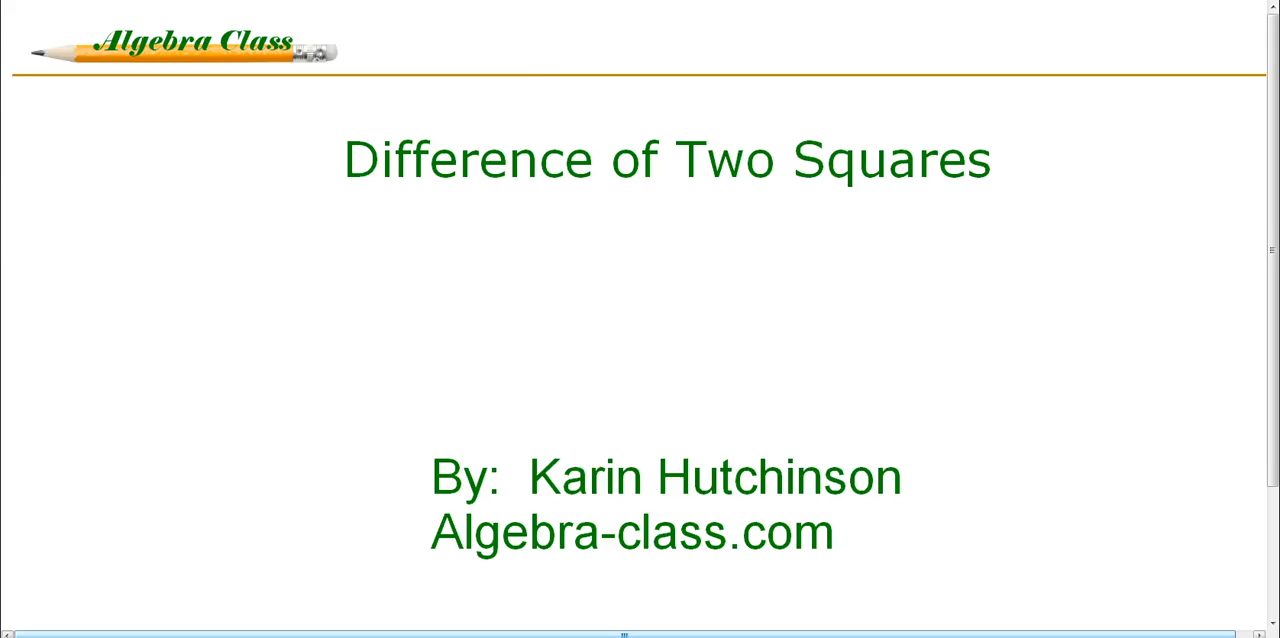 Algebra Class
Difference of Two Squares
By: Karin Hutchinson
Algebra-class.com